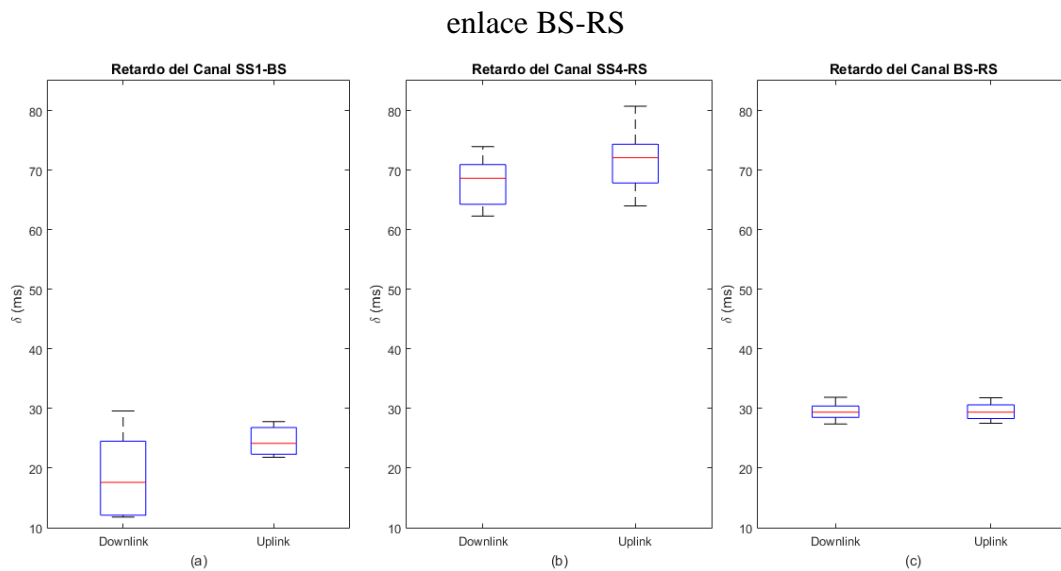 enlace BS-RS
Retardo del Canal SS1-BS
80
70
60
50
40
30
20
10
δ (ms)
Downlink
Uplink
(a)
Retardo del Canal SS4-RS
80
70
60
50
40
30
20
10
δ (ms)
Downlink
Uplink
(b)
Retardo del Canal BS-RS
80
70
60
50
40
30
20
10
δ (ms)
Downlink
Uplink
(c)